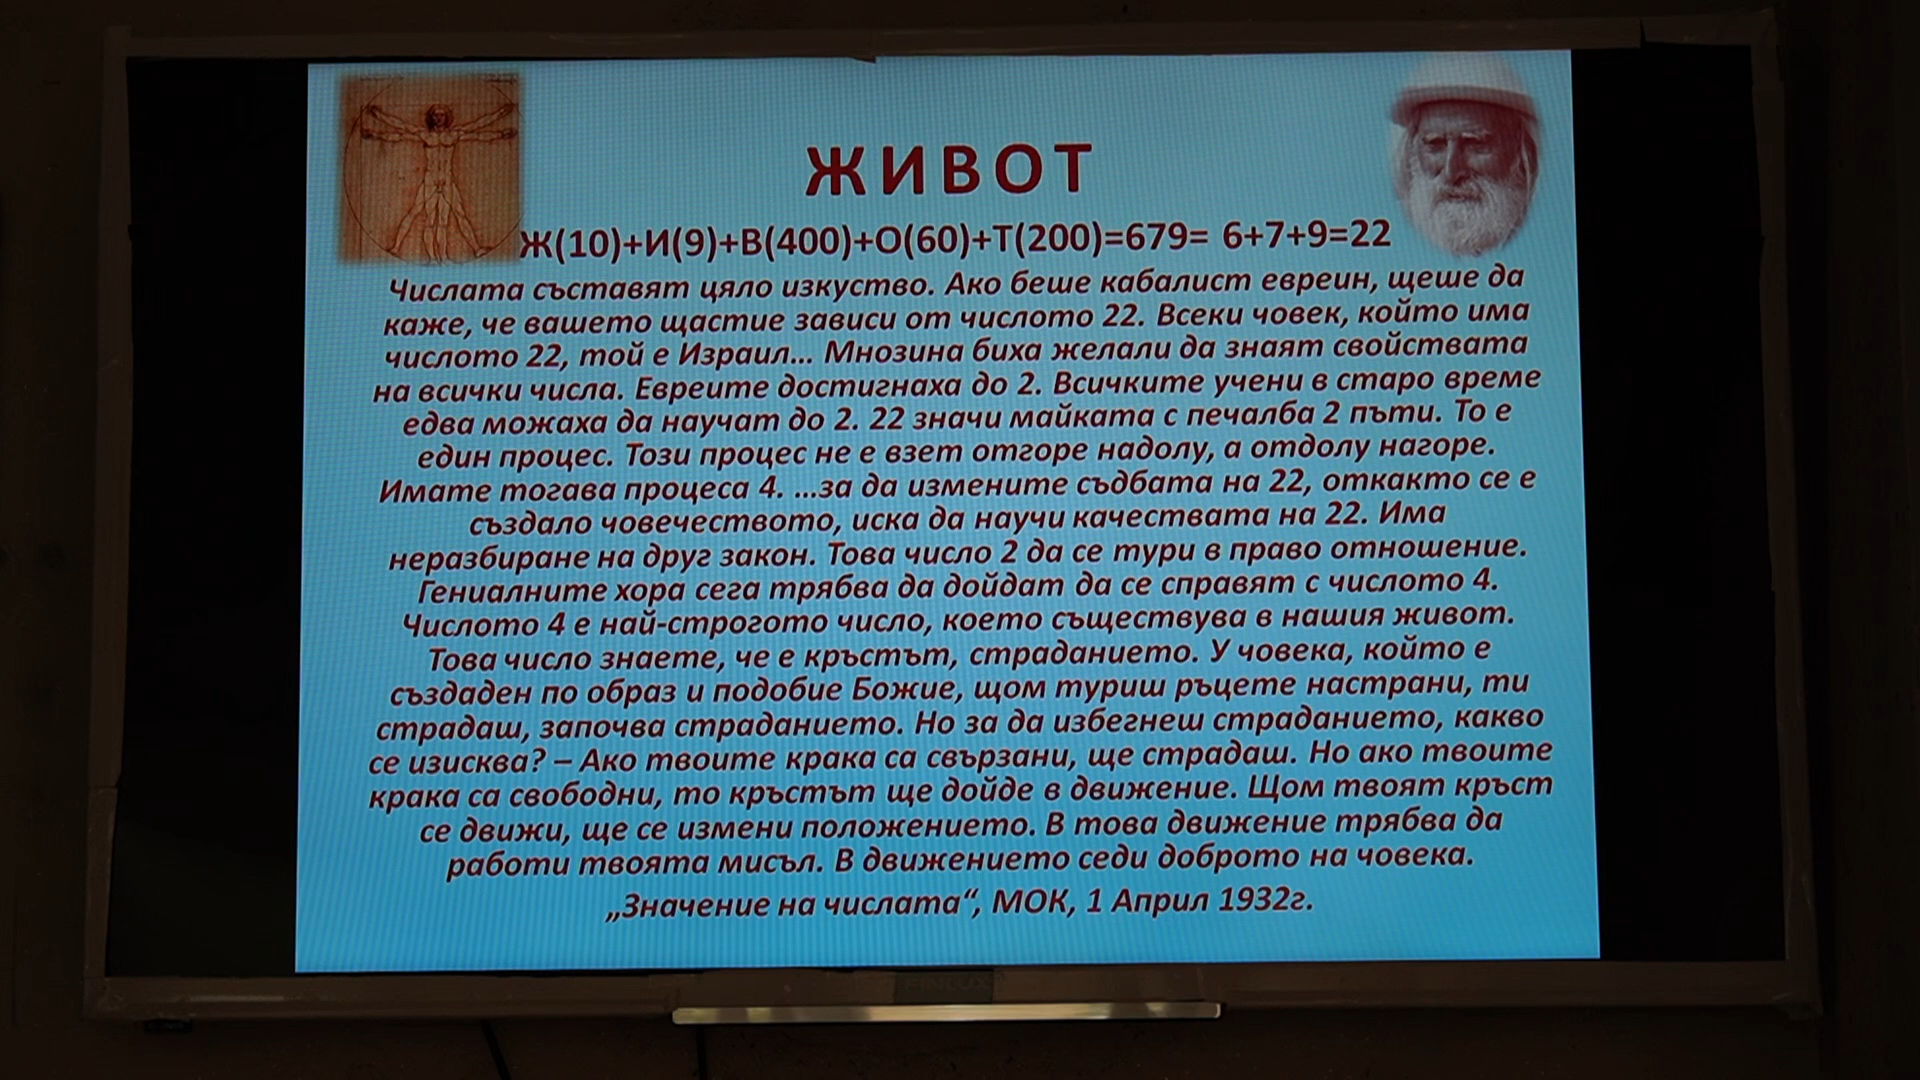 ЖИВОТ
Ж(10)+И(9)+В(400)+О(60)+Т(200)=679= 6+7+9=22
Числата съставят цяло изкуство. Ако беше кабалист евреин, щеше да
каже, че вашето щастие зависи от числото 22. Всеки човек, който има
числото 22, той е Израил... Мнозина биха желали да знаят свойствата
на всички числа. Евреите достигнаха до 2. Всичките учени в старо време
едва можаха да научат до 2. 22 значи майката с печалба 2 пъти. То е
един процес. Този процес не е взет отгоре надолу, а отдолу нагоре.
Имате тогава процеса 4. ...за да измените съдбата на 22, откакто се е
създало човечеството, иска да научи качествата на 22. Има
неразбиране на друг закон. Това число 2 да се тури в право отношение.
Гениалните хора сега трябва да дойдат да се справят с числото 4.
Числото 4 е най-строгото число, което съществува в нашия живот.
Това число знаете, че е кръстът, страданието. У човека, който е
създаден по образ и подобие Божие, щом туриш ръцете настрани, ти
страдаш, започва страданието. Но за да избегнеш страданието, какво
се изисква? – Ако твоите крака са свързани, ще страдаш. Но ако твоите
крака са свободни, то кръстът ще дойде в движение. Щом твоят кръст
се движи, ще се измени положението. В това движение трябва да
работи твоята мисъл. В движението седи доброто на човека.
„Значение на числата“, МОК, 1 Април 1932г.
FINLUX